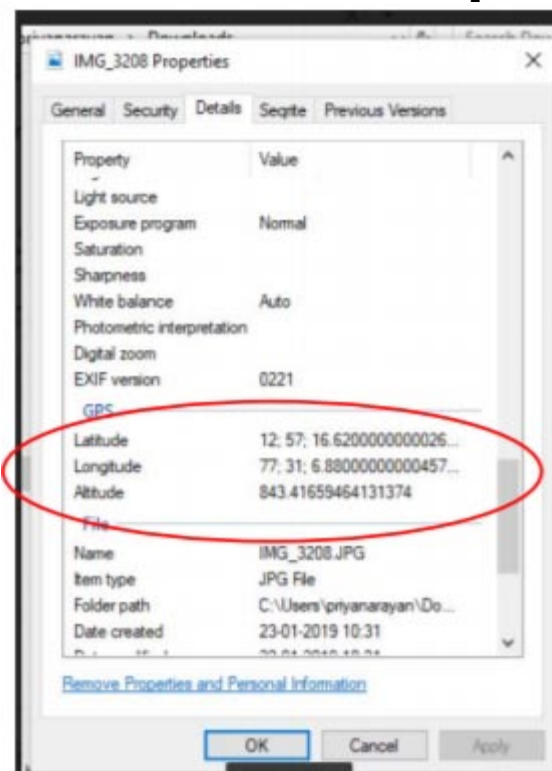 IMG_3208 Properties
General Security Details Seqrite Previous Versions
Property Value
Light source
Exposure program Normal
Saturation
Sharpness
White balance Auto
Photometric interpretation
Digital zoom
EXIF version 0221
GPS
Latitude 12; 57; 16.6200000000026...
Longitude 77; 31; 6.88000000000457...
Altitude 843.41659464131374
File
Name IMG_3208.JPG
Item type JPG File
Folder path C:\Users\priyanarayan\Do...
Date created 23-01-2019 10:31
Remove Properties and Personal Information
OK Cancel Apply